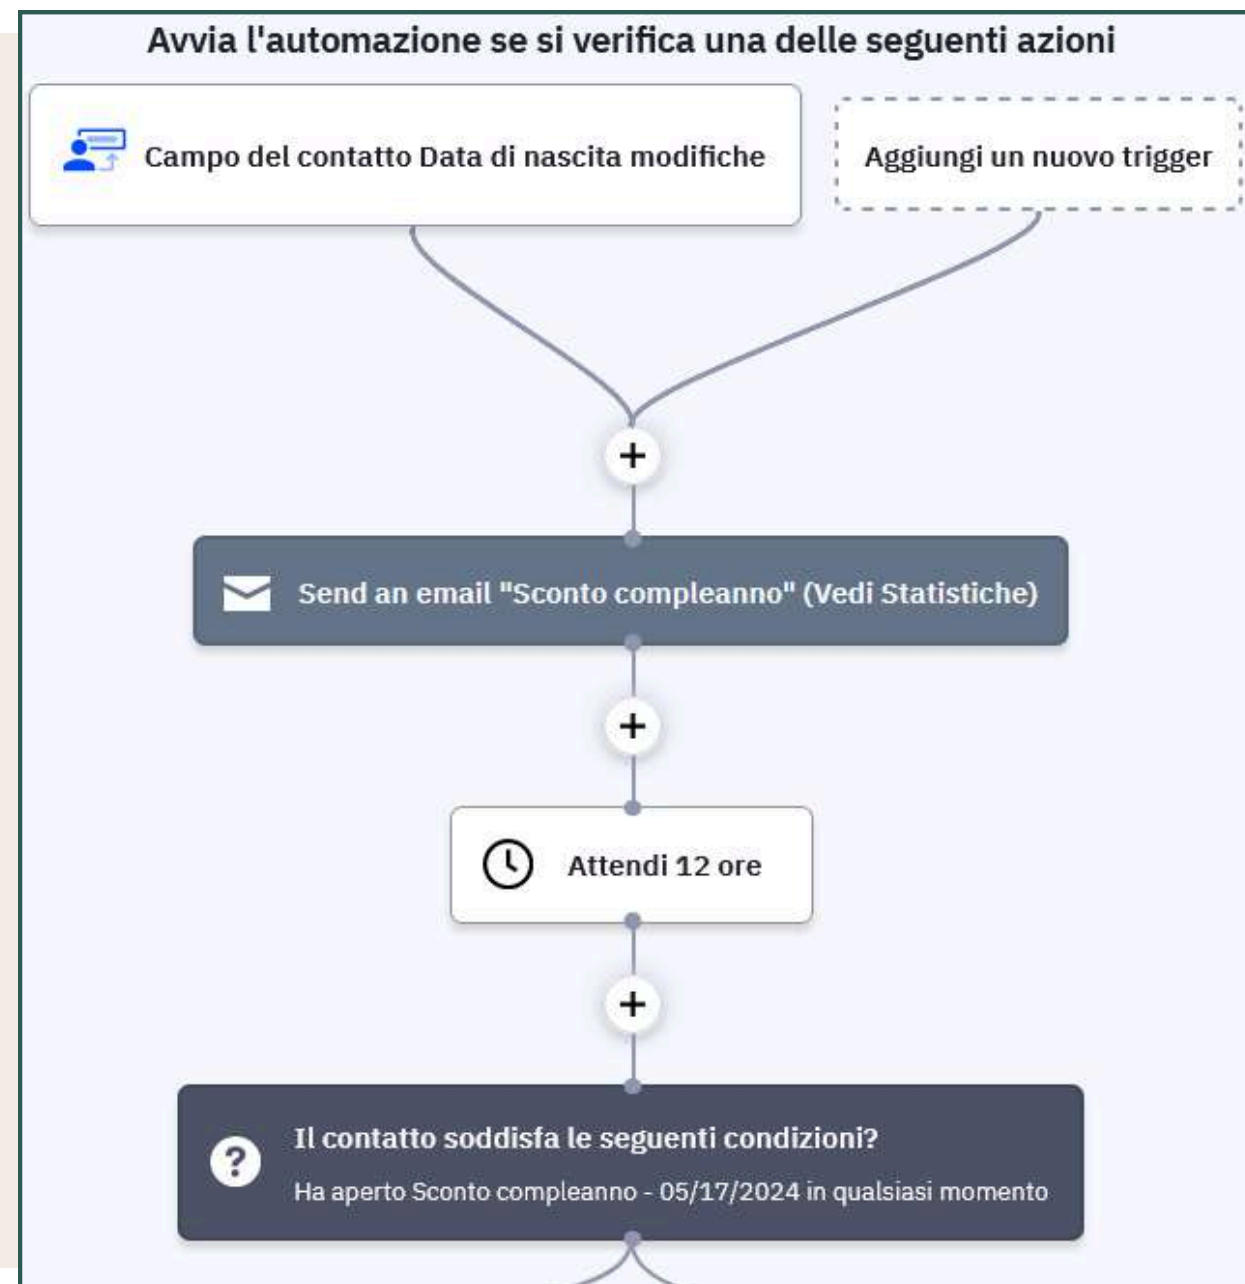 Avvia l'automazione se si verifica una delle seguenti azioni
Campo del contatto Data di nascita modifiche
Aggiungi un nuovo trigger
Send an email "Sconto compleanno" (Vedi Statistiche)
Attendi 12 ore
Il contatto soddisfa le seguenti condizioni?
Ha aperto Sconto compleanno - 05/17/2024 in qualsiasi momento